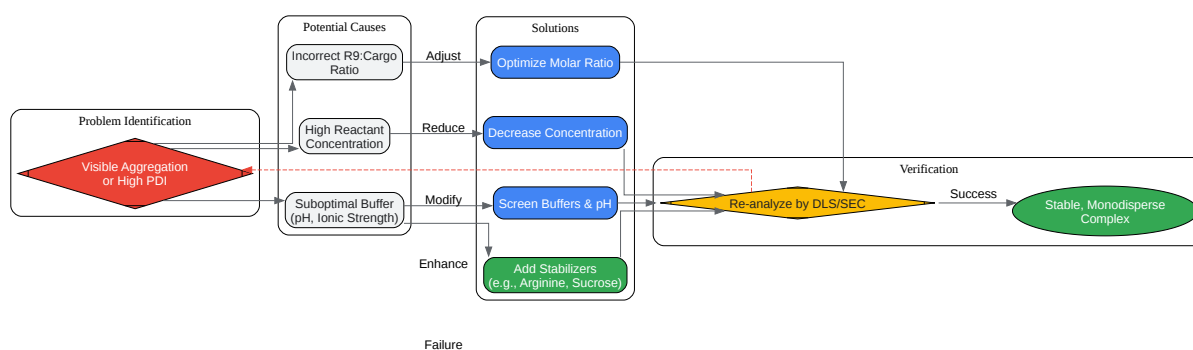 Problem Identification
Visible Aggregation
or High PDI
Potential Causes
Incorrect R9:Cargo
Ratio
High Reactant
Concentration
Suboptimal Buffer
(pH, Ionic Strength)
Adjust
Reduce
Modify
Enhance
Failure
Solutions
Optimize Molar Ratio
Decrease Concentration
Screen Buffers & pH
Add Stabilizers
(e.g., Arginine, Sucrose)
Verification
Re-analyze by DLS/SEC
Success
Stable, Monodisperse
Complex